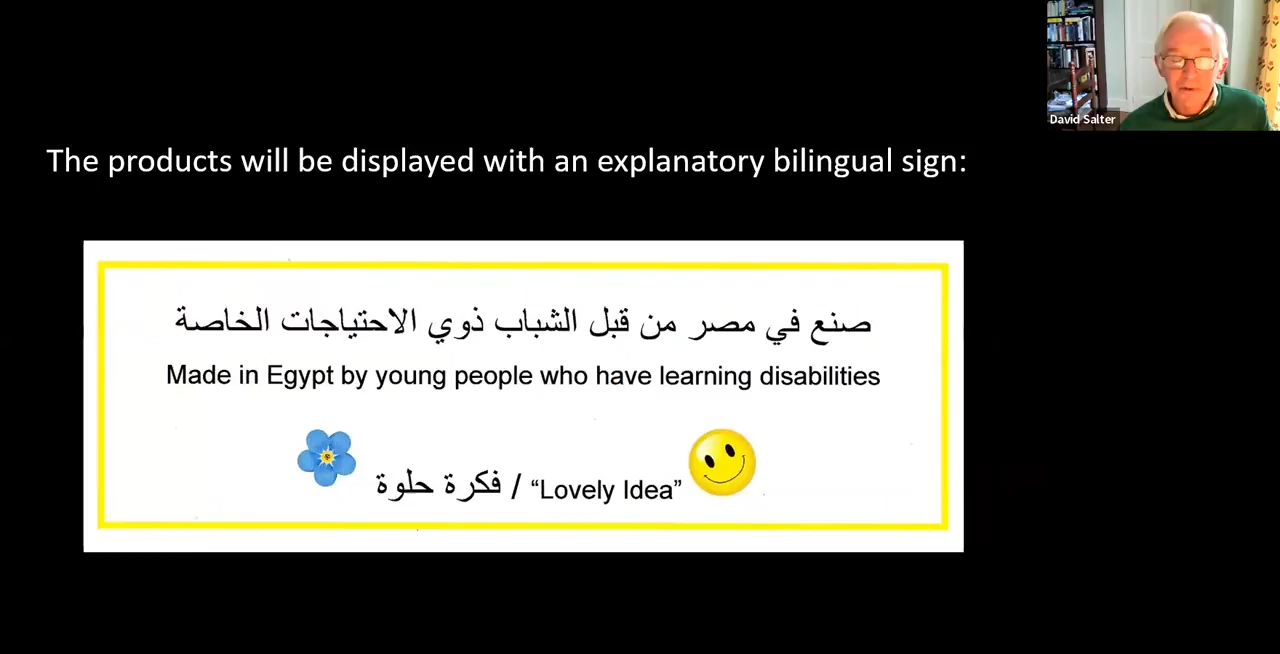 David Salter
The products will be displayed with an explanatory bilingual sign:
صنع في مصر من قبل الشباب ذوي الاحتياجات الخاصة
Made in Egypt by young people who have learning disabilities
فكرة حلوة / “Lovely Idea”